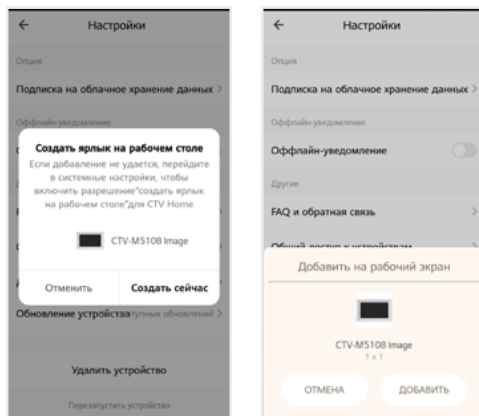 Настройки
Опция
Подписка на облачное хранение данных
Оффлайн-уведомление
Создать ярлык на рабочем столе
Если добавление не удается, перейдите
в системные настройки, чтобы
включить разрешение"создать ярлык
на рабочем столе"для CTV Home
CTV-M5108 Image
Отменить
Создать сейчас
Обновление устройства
тупных обновлений
Удалить устройство
Перезапустить устройство
Настройки
Опция
Подписка на облачное хранение данных
Оффлайн-уведомление
Оффлайн-уведомление
Другие
FAQ и обратная связь
Общий доступ к устройствам
Добавить на рабочий экран
CTV-M5108 Image
1 x 1
ОТМЕНА
ДОБАВИТЬ